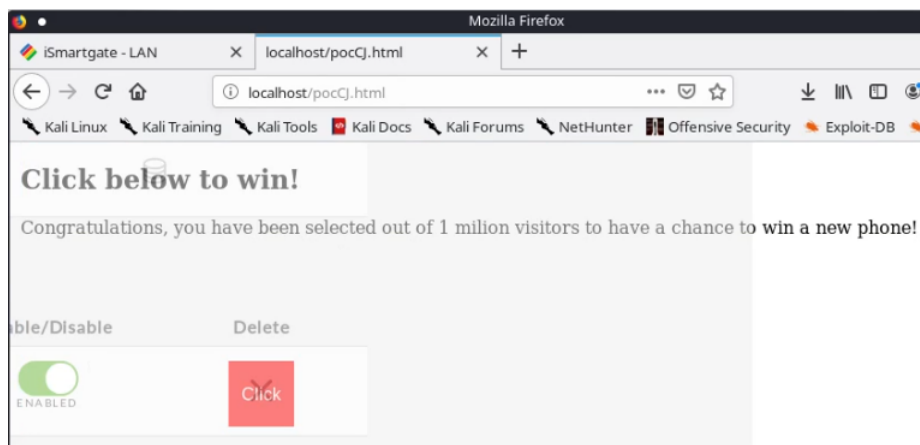 Mozilla Firefox
iSmartgate - LAN
localhost/pocCJ.html
localhost/pocCJ.html
Kali Linux Kali Training Kali Tools Kali Docs Kali Forums NetHunter Offensive Security Exploit-DB
Click below to win!
Congratulations, you have been selected out of 1 milion visitors to have a chance to win a new phone!
able/Disable Delete
ENABLED
Click